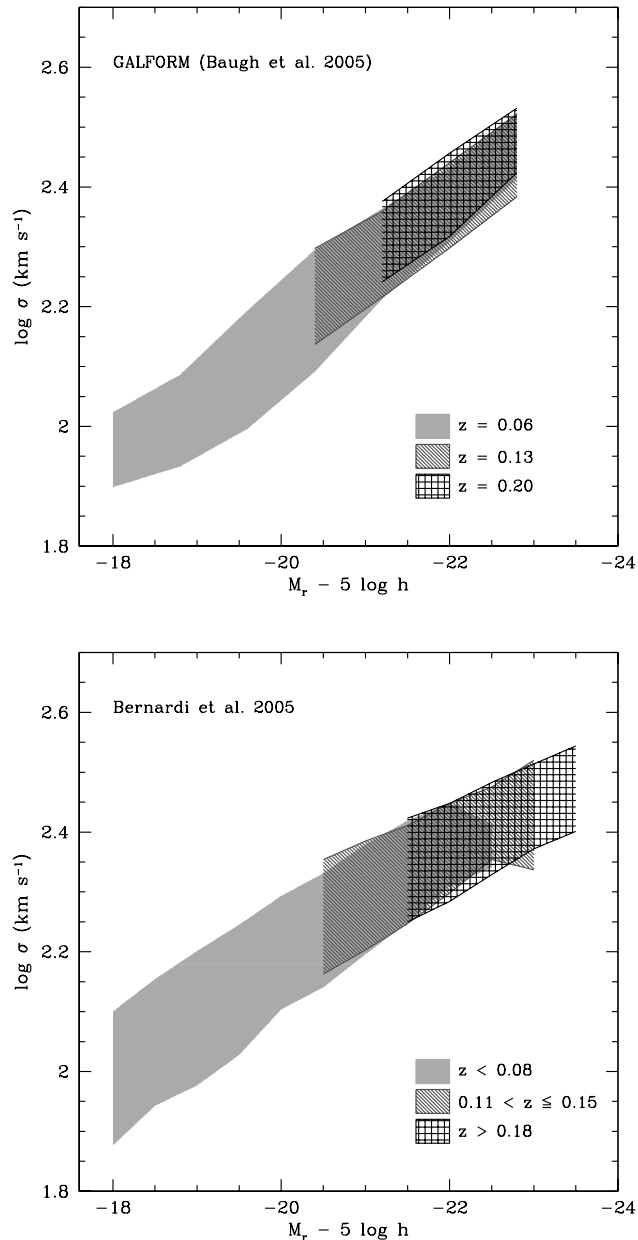 2.6
GALFORM (Baugh et al. 2005)
2.4
log σ (km s⁻¹)
2.2
2
z = 0.06
z = 0.13
z = 0.20
1.8
−18 −20 −22 −24
Mᵣ − 5 log h
2.6
Bernardi et al. 2005
2.4
log σ (km s⁻¹)
2.2
2
z < 0.08
0.11 < z ≦ 0.15
z > 0.18
1.8
−18 −20 −22 −24
Mᵣ − 5 log h